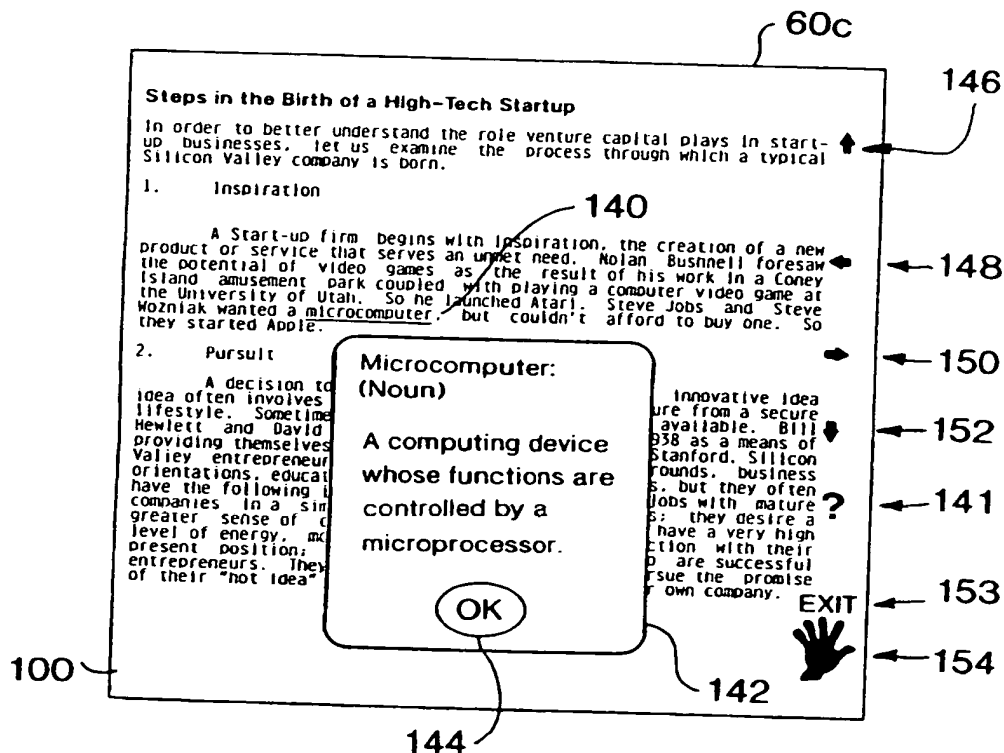 60c
146
Steps in the Birth of a High-Tech Startup
In order to better understand the role venture capital plays in start-
up businesses, let us examine the process through which a typical
Silicon Valley company is born.
1. Inspiration
140
A Start-up firm begins with inspiration, the creation of a new
product or service that serves an unmet need. Nolan Bushnell foresaw
the potential of video games as the result of his work in a Coney
Island amusement park coupled with playing a computer video game at
the University of Utah. So he launched Atari. Steve Jobs and Steve
Wozniak wanted a microcomputer, but couldn't afford to buy one. So
they started Apple.
148
150
2. Pursuit
A decision to
idea often involves
lifestyle. Sometime
Hewlett and David
providing themselves
Valley entrepreneur
orientations, educat
have the following i
companies in a sim
greater sense of c
level of energy, mo
present position;
entrepreneurs. They
of their "hot idea"
Microcomputer:
(Noun)
A computing device
whose functions are
controlled by a
microprocessor.
OK
innovative idea
ure from a secure
available. Bill
938 as a means of
Stanford. Silicon
rounds, business
s, but they often
jobs with mature
s; they desire a
have a very high
ction with their
o are successful
rsue the promise
r own company.
152
?
141
EXIT
153
154
100
142
144